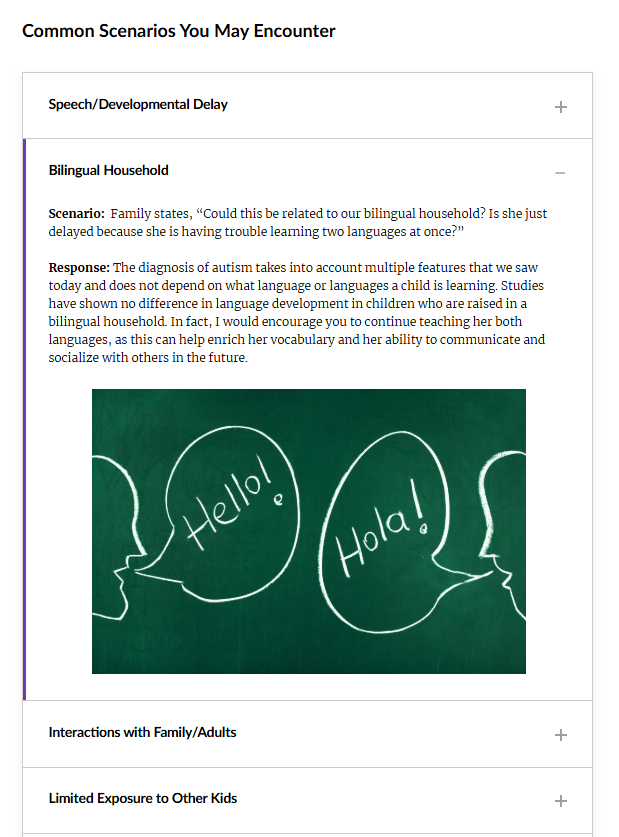 Common Scenarios You May Encounter
Speech/Developmental Delay
Bilingual Household
Scenario:  Family states, “Could this be related to our bilingual household? Is she just
delayed because she is having trouble learning two languages at once?”
Response: The diagnosis of autism takes into account multiple features that we saw
today and does not depend on what language or languages a child is learning. Studies
have shown no difference in language development in children who are raised in a
bilingual household. In fact, I would encourage you to continue teaching her both
languages, as this can help enrich her vocabulary and her ability to communicate and
socialize with others in the future.
Hello!
Hola!
Interactions with Family/Adults
Limited Exposure to Other Kids